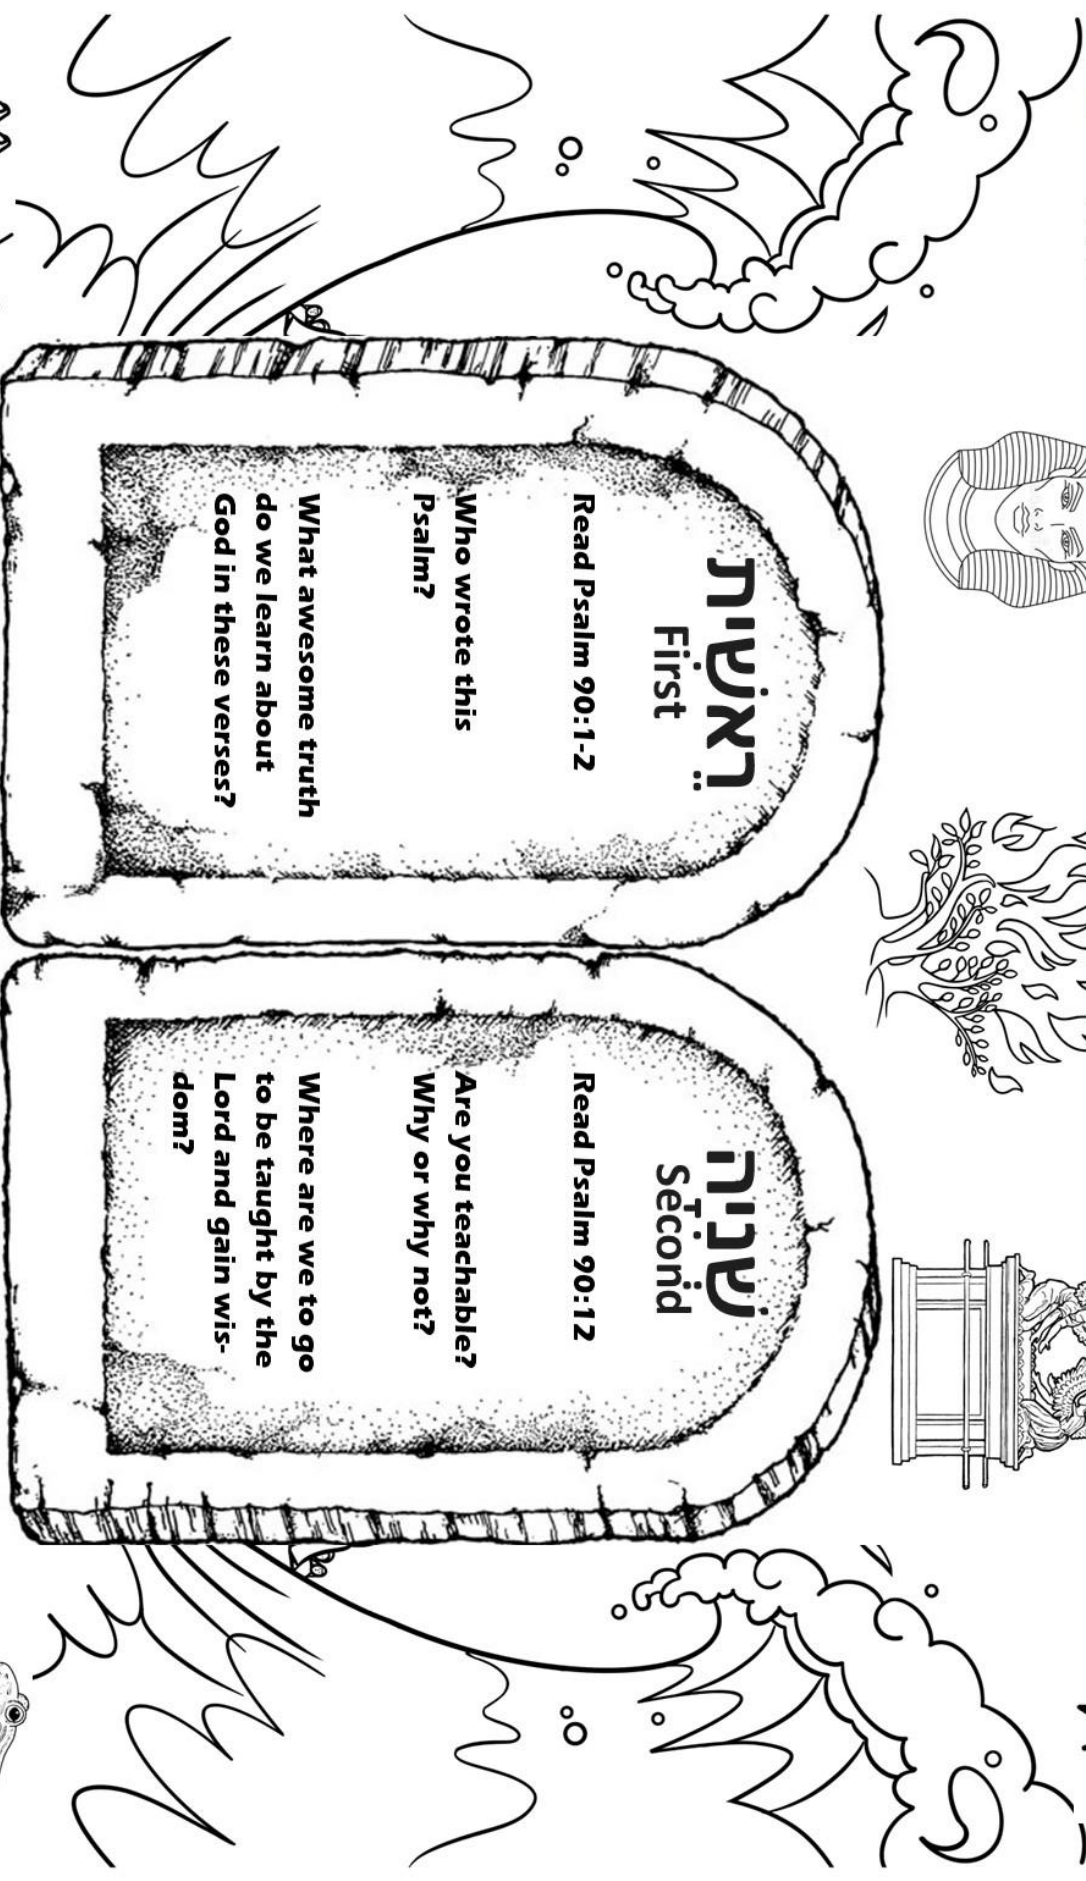 רֵאשִׁית
First
Read Psalm 90:1-2
Who wrote this
Psalm?
What awesome truth
do we learn about
God in these verses?
שְׁנִיָה
Second
Read Psalm 90:12
Are you teachable?
Why or why not?
Where are we to go
to be taught by the
Lord and gain wis-
dom?